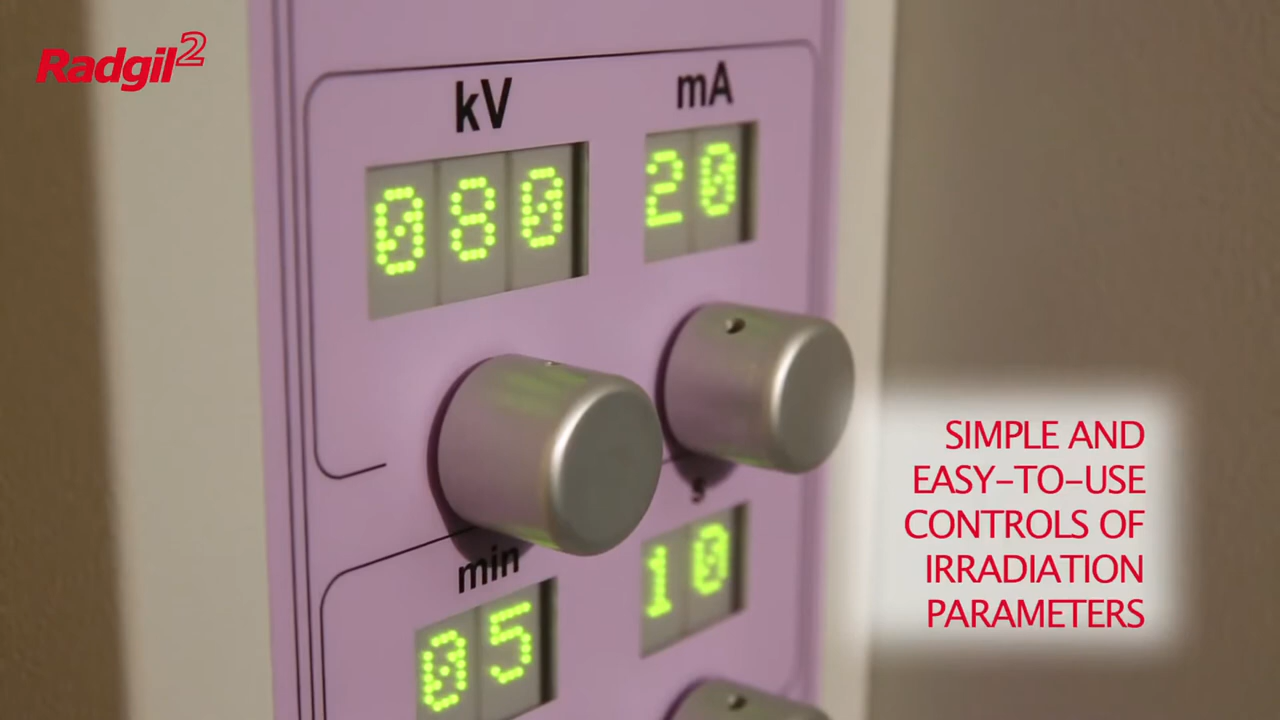 Radgil2
kV
mA
080
20
s
min
10
05
SIMPLE AND
EASY-TO-USE
CONTROLS OF
IRRADIATION
PARAMETERS